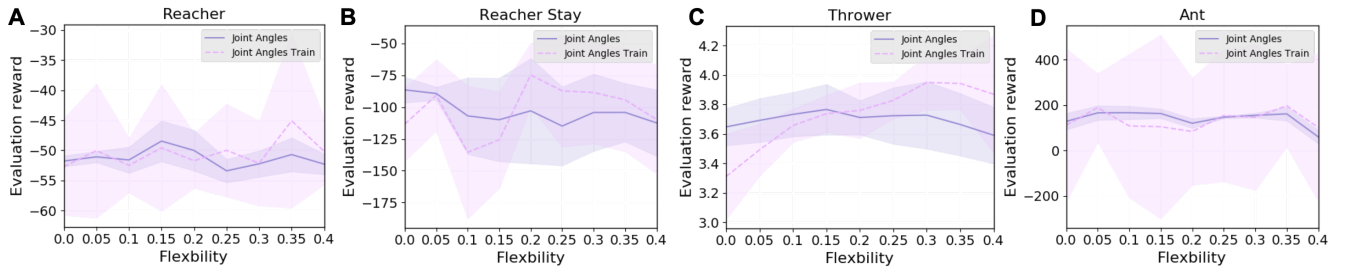 A
Reacher
Joint Angles
Joint Angles Train
Evaluation reward
−30
−35
−40
−45
−50
−55
−60
0.0 0.05 0.1 0.15 0.2 0.25 0.3 0.35 0.4
Flexbility
B
Reacher Stay
Joint Angles
Joint Angles Train
Evaluation reward
−50
−75
−100
−125
−150
−175
0.0 0.05 0.1 0.15 0.2 0.25 0.3 0.35 0.4
Flexbility
C
Thrower
Joint Angles
Joint Angles Train
Evaluation reward
4.2
4.0
3.8
3.6
3.4
3.2
3.0
0.0 0.05 0.1 0.15 0.2 0.25 0.3 0.35 0.4
Flexbility
D
Ant
Joint Angles
Joint Angles Train
Evaluation reward
400
200
0
−200
0.0 0.05 0.1 0.15 0.2 0.25 0.3 0.35 0.4
Flexbility